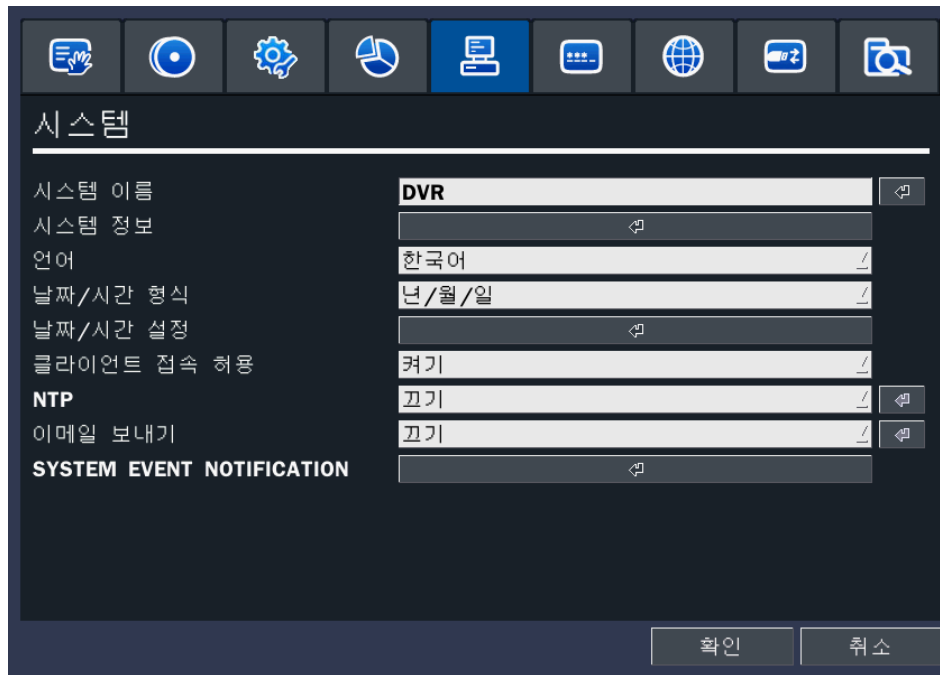 시스템
시스템 이름 DVR
시스템 정보
언어 한국어
날짜/시간 형식 년/월/일
날짜/시간 설정
클라이언트 접속 허용 켜기
NTP 끄기
이메일 보내기 끄기
SYSTEM EVENT NOTIFICATION
확인 취소